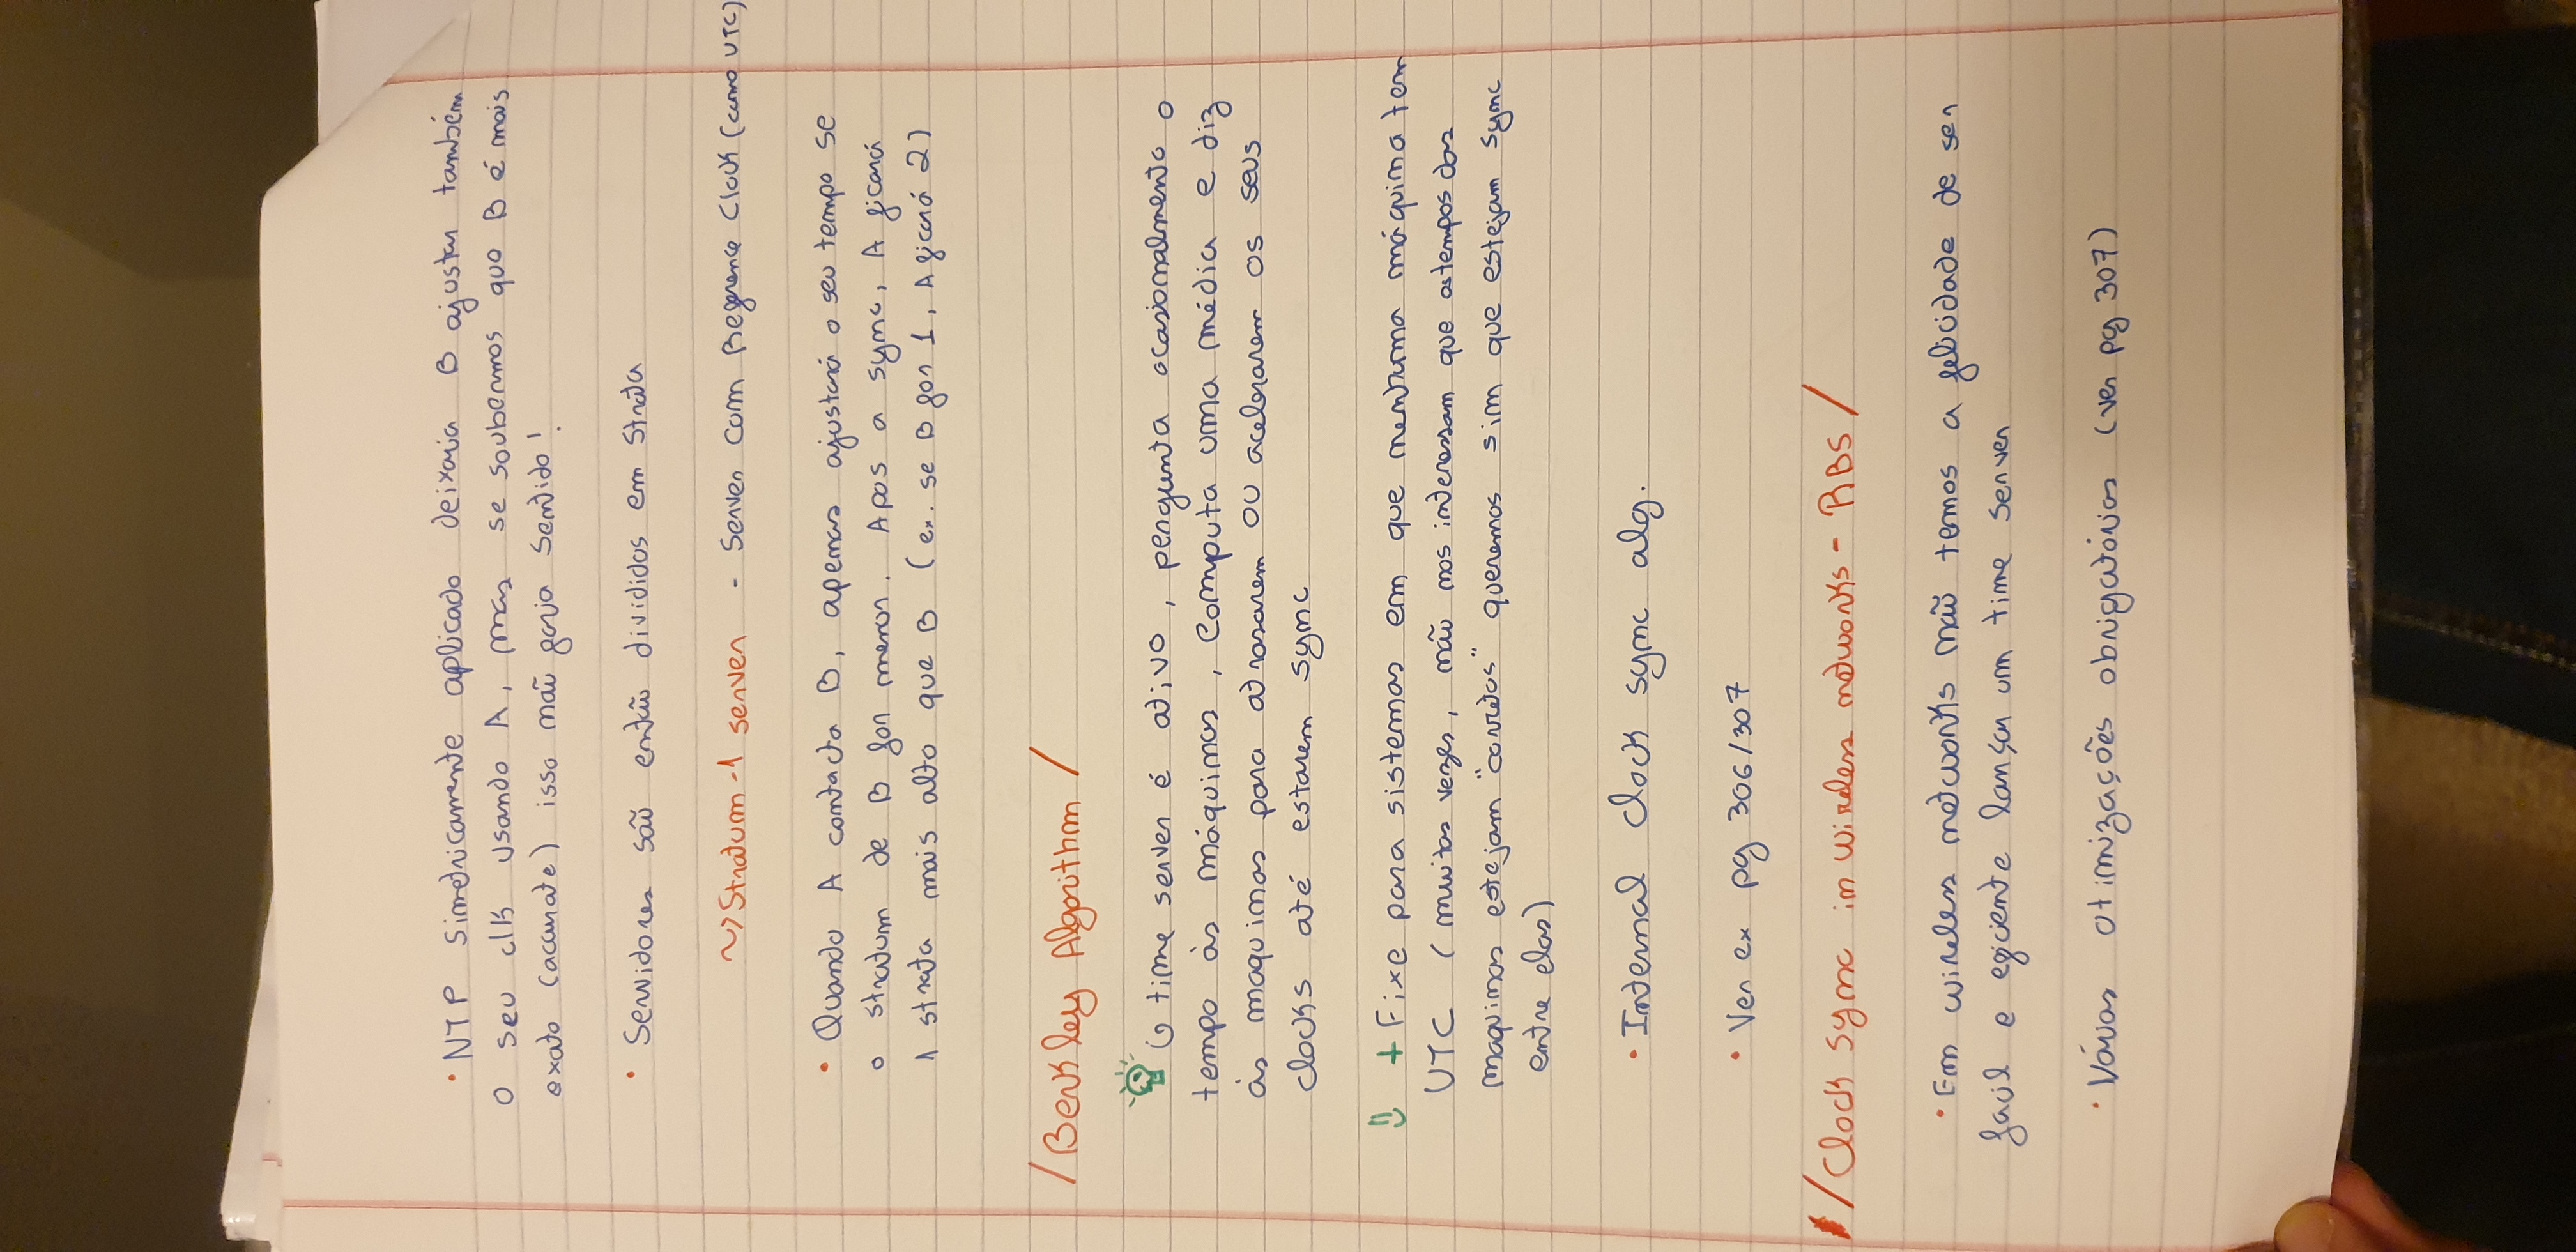 • NTP simetricamente aplicado deixaria B ajustar também
o seu clk usando A, mas se soubermos que B é mais
exato (accurate) isso não faria sentido!
• Servidores são então divididos em strata
~> Stratum-1 server - Server com Reference Clock (como UTC)
• Quando A contacta B, apenas ajustará o seu tempo se
o stratum de B for menor. Apos a sync, A ficará
1 strata mais alto que B (ex. se B for 1, A ficará 2)
/Berkley Algorithm/
O time server é ativo, pergunta ocasionalmente o
tempo às máquinas, computa uma média e diz
às maquinas para atrasarem ou acelerarem os seus
clocks até estarem sync
+ Fixe para sistemas em que nenhuma máquina tem
UTC (muitas vezes, não nos interessam que os tempos das
maquinas estejam "corretos" queremos sim que estejam sync
entre elas)
• Internal Clock sync alg.
• Ver ex pg 306/307
/Clock sync in wireless networks - RBS/
• Em wireless networks não temos a felicidade de ser
facil e eficiente lançar um time server
• Várias otimizações obrigatórias (ver pg 307)